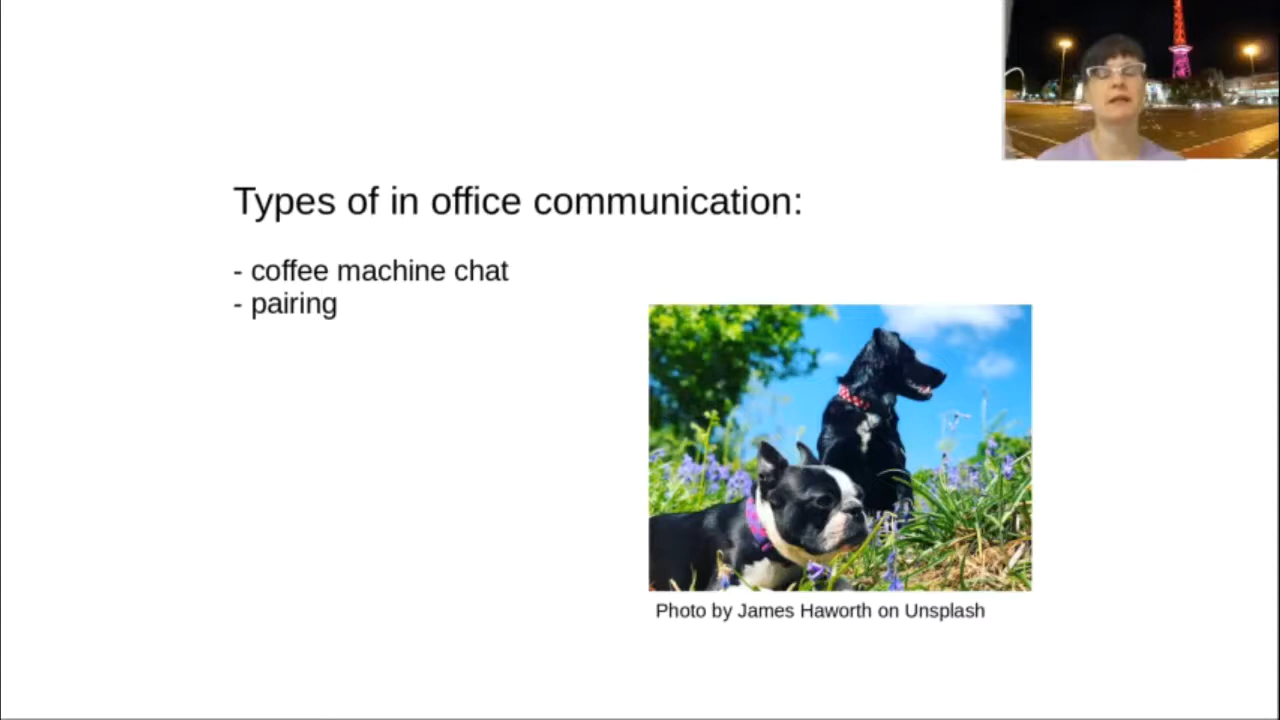 Types of in office communication:
- coffee machine chat
- pairing
Photo by James Haworth on Unsplash